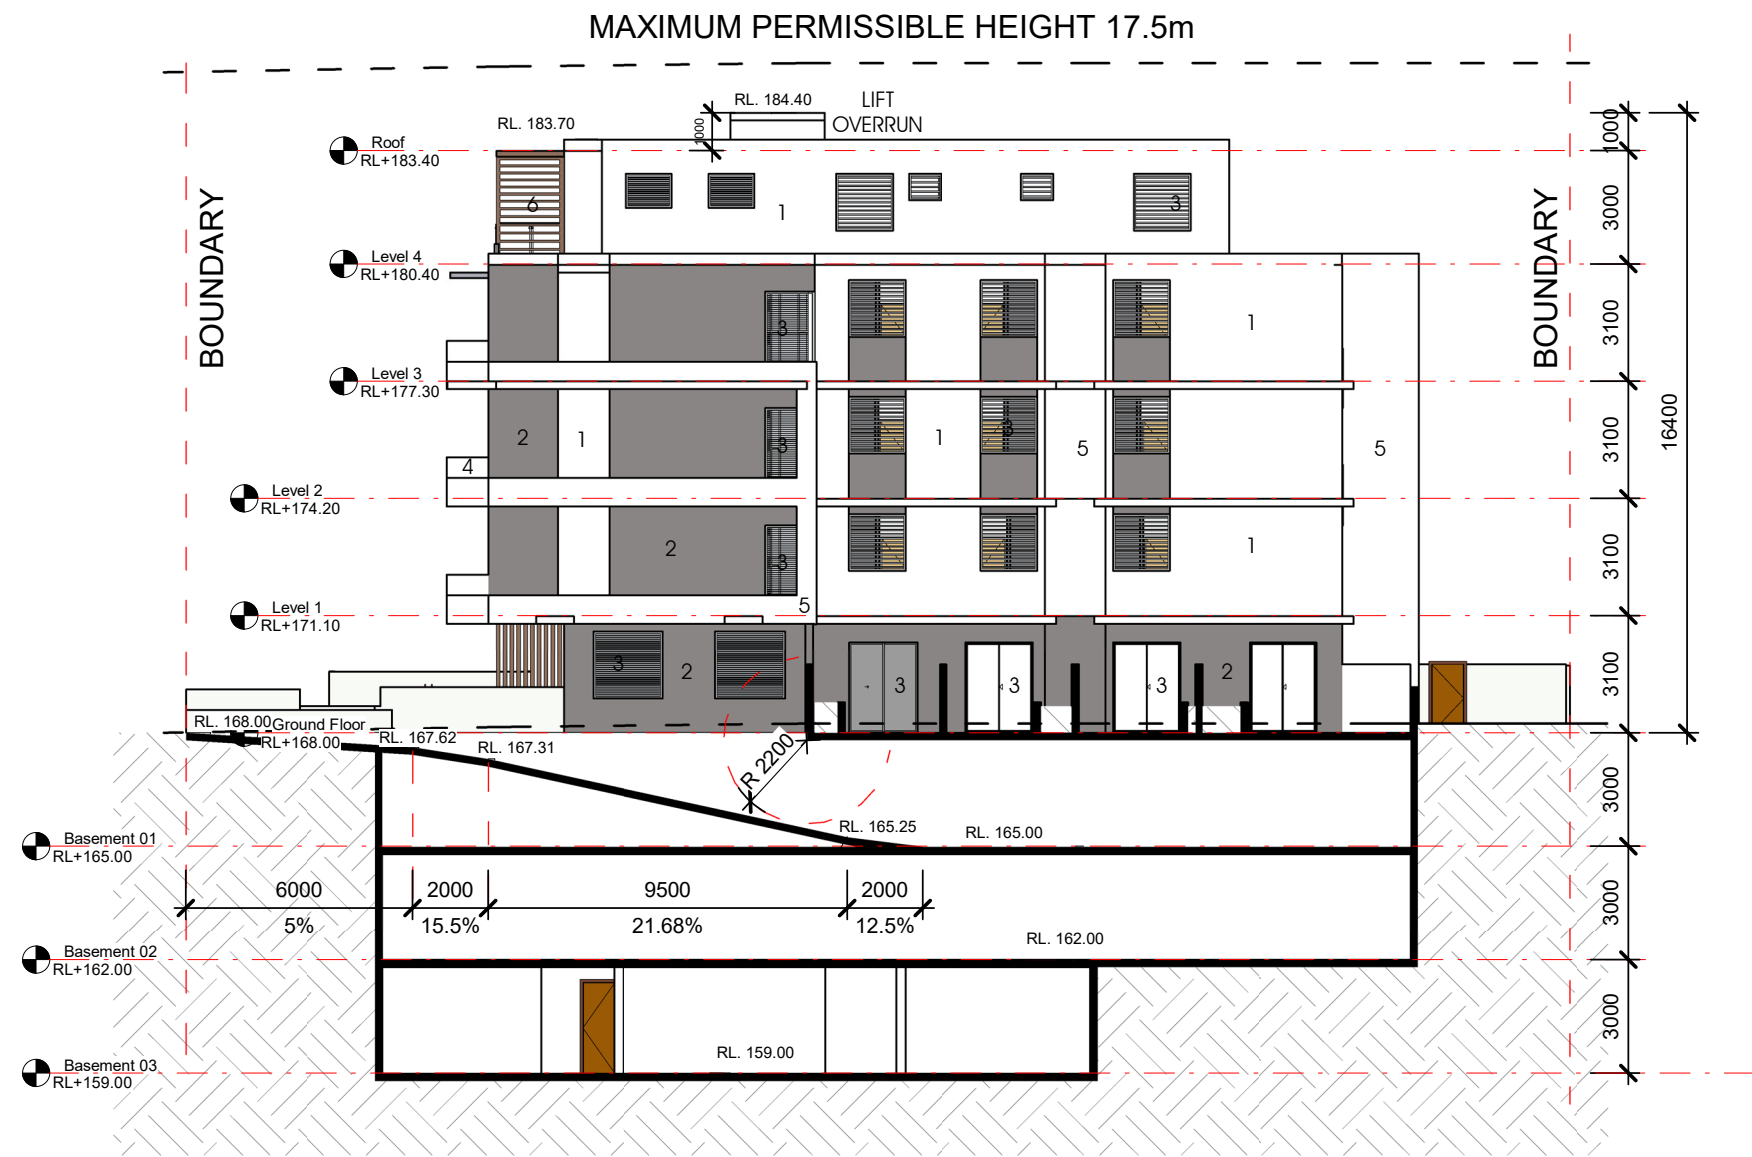 MAXIMUM PERMISSIBLE HEIGHT 17.5m
RL. 184.40
LIFT
OVERRUN
RL. 183.70
1000
1000
Roof
RL+183.40
BOUNDARY
BOUNDARY
6
1
3
3000
Level 4
RL+180.40
3
1
3100
Level 3
RL+177.30
16400
2
1
3
1
3
5
5
3100
4
Level 2
RL+174.20
2
3
1
3100
5
Level 1
RL+171.10
3
2
3
3
3
2
3100
RL. 168.00
Ground Floor
RL+168.00
RL. 167.62
RL. 167.31
R 2200
3000
RL. 165.25
RL. 165.00
Basement 01
RL+165.00
6000
2000
9500
2000
5%
15.5%
21.68%
12.5%
3000
RL. 162.00
Basement 02
RL+162.00
3000
RL. 159.00
Basement 03
RL+159.00